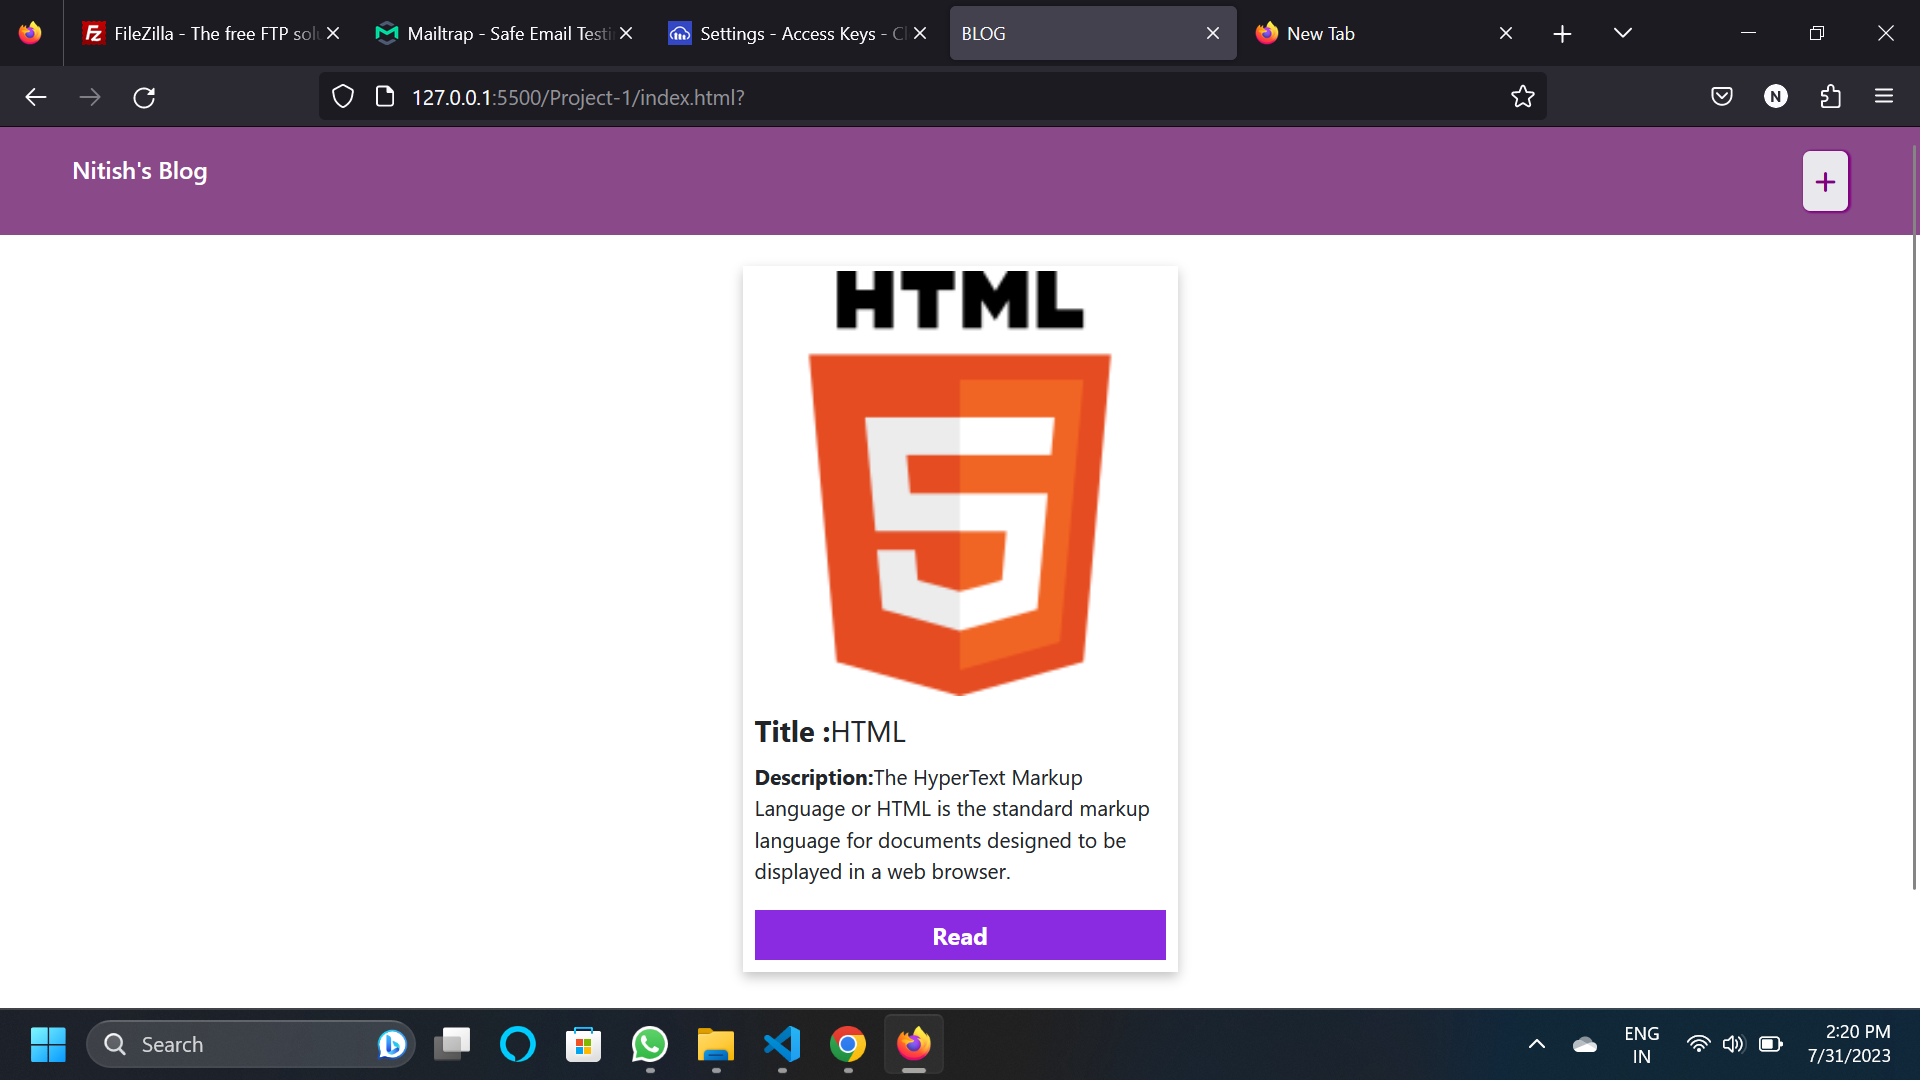 FileZilla - The free FTP solu
Mailtrap - Safe Email Testin
Settings - Access Keys - Cl
BLOG
New Tab
127.0.0.1:5500/Project-1/index.html?
N
Nitish's Blog
+
HTML
5
Title :HTML
Description:The HyperText Markup
Language or HTML is the standard markup
language for documents designed to be
displayed in a web browser.
Read
Search
ENG
IN
2:20 PM
7/31/2023